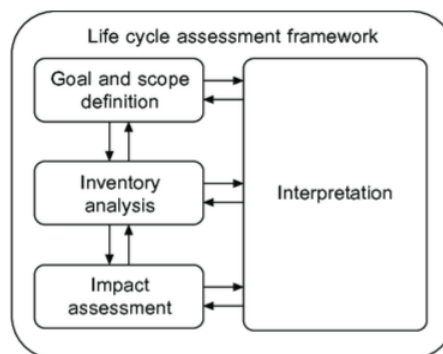 Life cycle assessment framework
Goal and scope
definition
Inventory
analysis
Impact
assessment
Interpretation